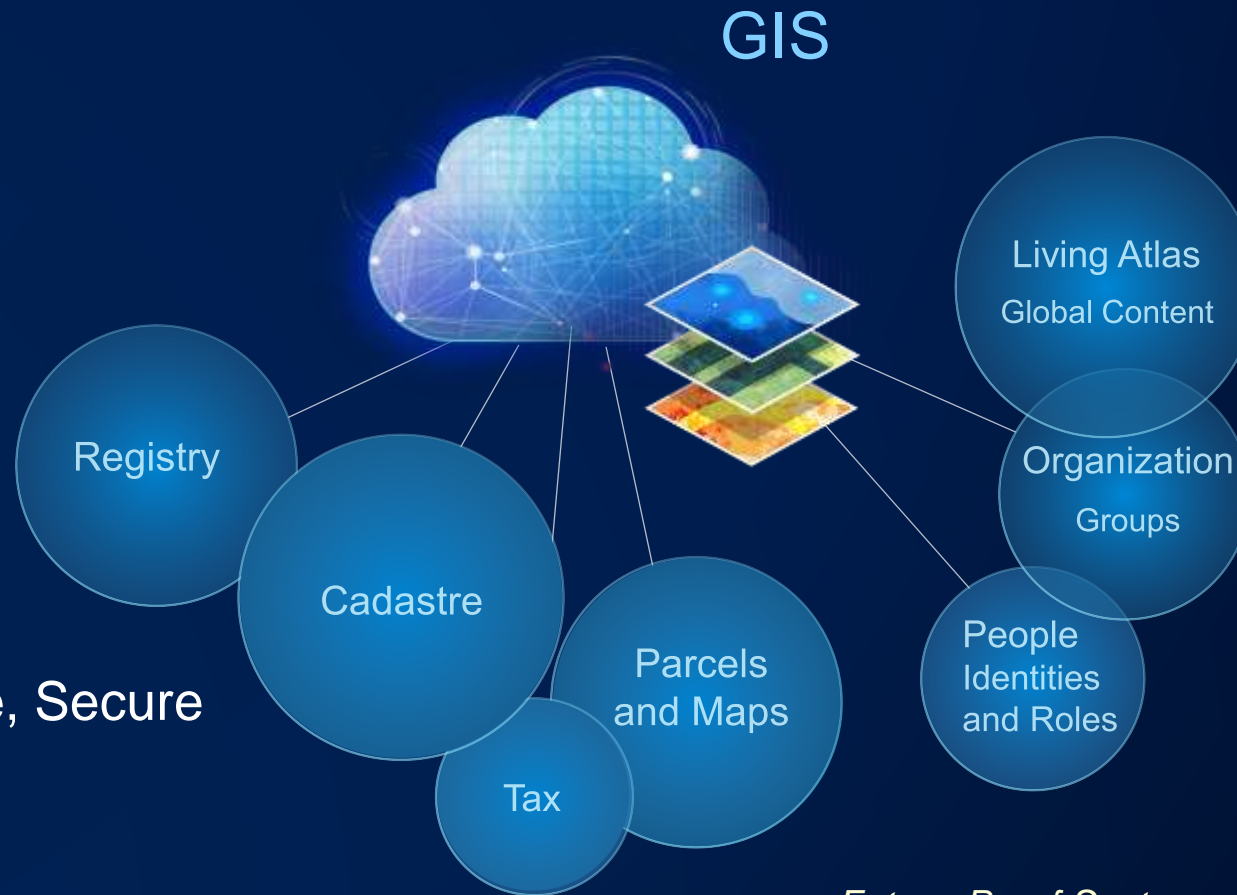 GIS
Living Atlas
Global Content
Registry
Organization
Groups
Cadastre
People
Identities
and Roles
Parcels
and Maps
, Secure
Tax